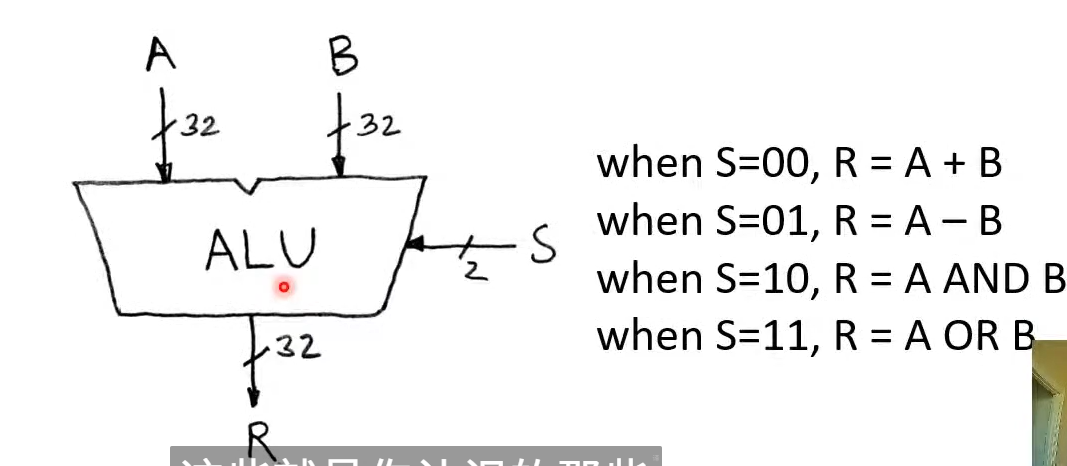 A
B
32
32
ALU
S
2
32
R
when S=00, R = A + B
when S=01, R = A – B
when S=10, R = A AND B
when S=11, R = A OR B